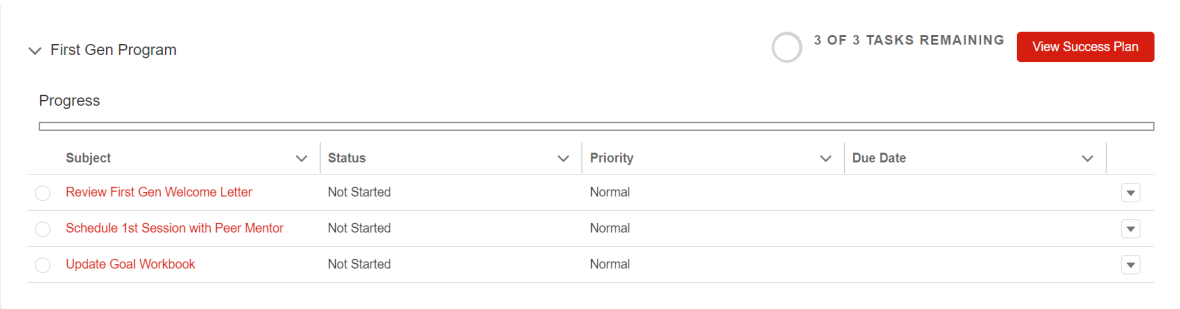 First Gen Program
3 OF 3 TASKS REMAINING
View Success Plan
Progress
Subject Status Priority Due Date
Review First Gen Welcome Letter Not Started Normal
Schedule 1st Session with Peer Mentor Not Started Normal
Update Goal Workbook Not Started Normal